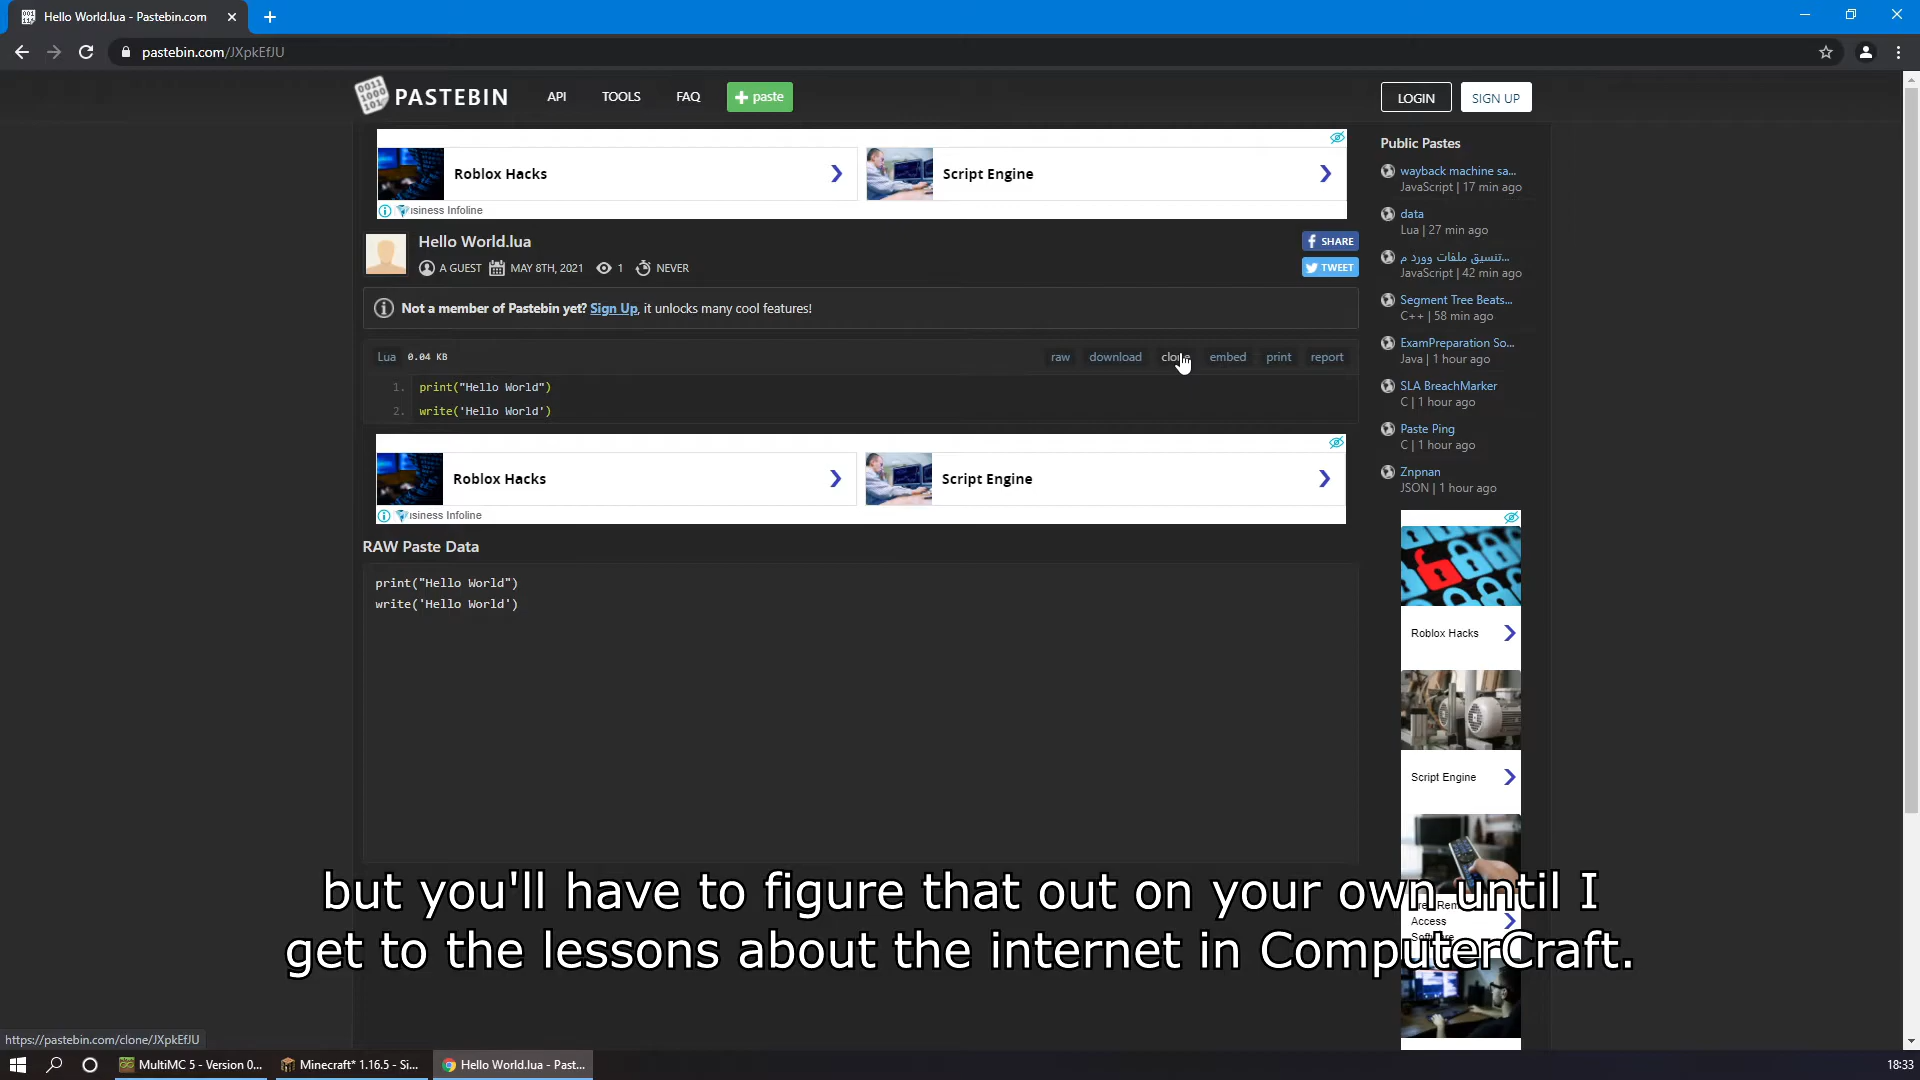 Hello World.lua - Pastebin.com
pastebin.com/JXpkEfJU
PASTEBIN
API
TOOLS
FAQ
paste
LOGIN
SIGN UP
Roblox Hacks
Script Engine
Business Infoline
Public Pastes
wayback machine sa...
JavaScript | 17 min ago
data
Lua | 27 min ago
تنسيق ملفات وورد م...
JavaScript | 42 min ago
Segment Tree Beats...
C++ | 58 min ago
ExamPreparation So...
Java | 1 hour ago
SLA BreachMarker
C | 1 hour ago
Paste Ping
C | 1 hour ago
Znpnan
JSON | 1 hour ago
Hello World.lua
A GUEST
MAY 8TH, 2021
1
NEVER
SHARE
TWEET
Not a member of Pastebin yet? Sign Up, it unlocks many cool features!
Lua
0.04 KB
raw
download
clone
embed
print
report
1. print("Hello World")
2. write('Hello World')
Roblox Hacks
Script Engine
RAW Paste Data
print("Hello World")
write('Hello World')
Roblox Hacks
Script Engine
Access
but you'll have to figure that out on your own until I
get to the lessons about the internet in ComputerCraft.
https://pastebin.com/clone/JXpkEfJU
MultiMC 5 - Version 0...
Minecraft* 1.16.5 - Si...
Hello World.lua - Past...
18:33